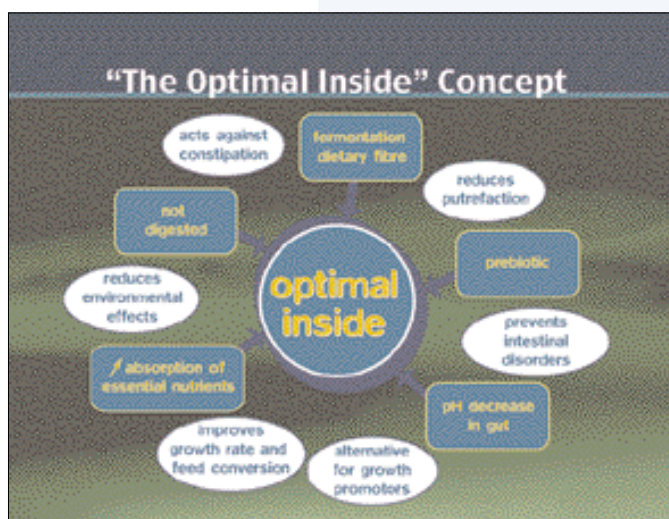 “The Optimal Inside” Concept
acts against
constipation
fermentation
dietary fibre
reduces
putrefaction
not
digested
prebiotic
optimal
inside
reduces
environmental
effects
prevents
intestinal
disorders
absorption of
essential nutrients
pH decrease
in gut
improves
growth rate and
feed conversion
alternative
for growth
promotors